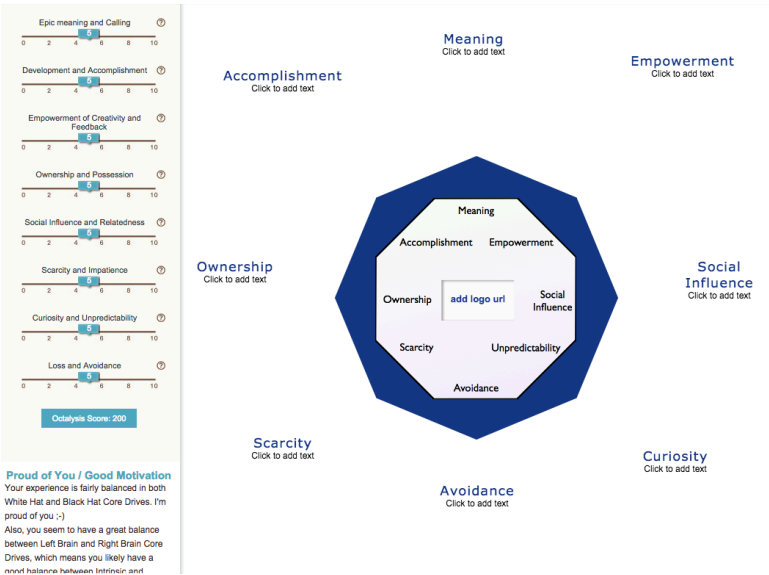 Epic meaning and Calling
?
5
0 2 4 6 8 10
Development and Accomplishment
?
5
0 2 4 6 8 10
Empowerment of Creativity and
Feedback
?
5
0 2 4 6 8 10
Ownership and Possession
?
5
0 2 4 6 8 10
Social Influence and Relatedness
?
5
0 2 4 6 8 10
Scarcity and Impatience
?
5
0 2 4 6 8 10
Curiosity and Unpredictability
?
5
0 2 4 6 8 10
Loss and Avoidance
?
5
0 2 4 6 8 10
Octalysis Score: 200
Proud of You / Good Motivation
Your experience is fairly balanced in both
White Hat and Black Hat Core Drives. I'm
proud of you ;-)
Also, you seem to have a great balance
between Left Brain and Right Brain Core
Drives, which means you likely have a
good balance between Intrinsic and
Meaning
Click to add text
Accomplishment
Click to add text
Empowerment
Click to add text
Ownership
Click to add text
Social
Influence
Click to add text
Scarcity
Click to add text
Curiosity
Click to add text
Avoidance
Click to add text
Meaning
Accomplishment Empowerment
Ownership
add logo url
Social
Influence
Scarcity
Unpredictability
Avoidance